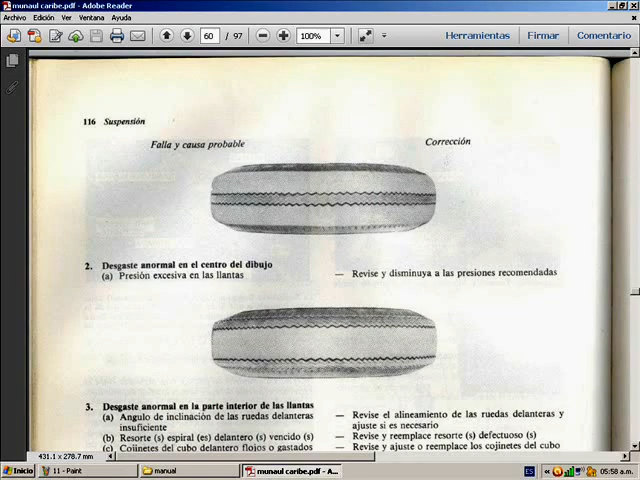 munaul caribe.pdf - Adobe Reader
Archivo Edición Ver Ventana Ayuda
60 / 97 100% Herramientas Firmar Comentario
116 Suspensión
Falla y causa probable Corrección
2. Desgaste anormal en el centro del dibujo
(a) Presión excesiva en las llantas — Revise y disminuya a las presiones recomendadas
3. Desgaste anormal en la parte interior de las llantas
(a) Angulo de inclinación de las ruedas delanteras insuficiente — Revise el alineamiento de las ruedas delanteras y ajuste si es necesario
(b) Resorte (s) espiral (es) delantero (s) vencido (s) — Revise y reemplace resorte (s) defectuoso (s)
(c) Cojinetes del cubo delantero flojos o gastados — Revise y ajuste o reemplace los cojinetes del cubo
431.1 x 278.7 mm
Inicio 11 - Paint manual munaul caribe.pdf - A... ES 05:58 a.m.